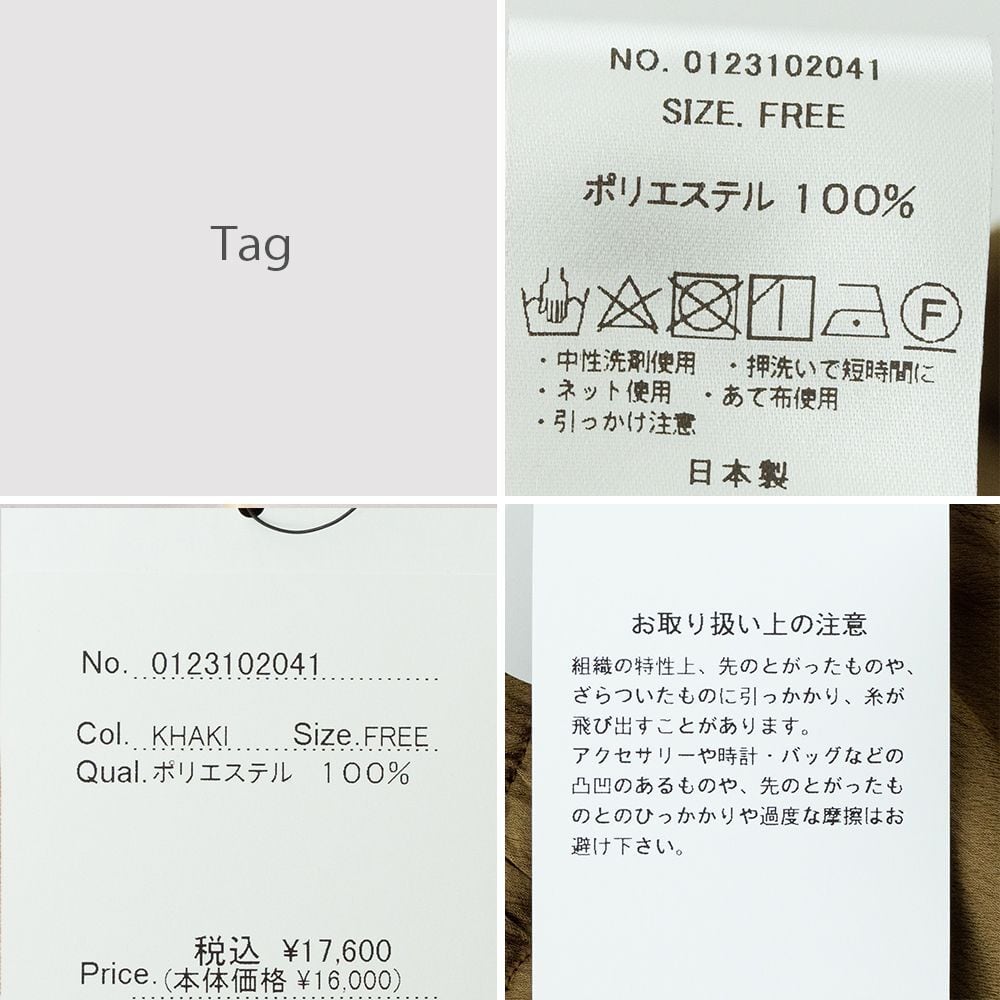 Tag
NO. 0123102041
SIZE. FREE
ポリエステル 100%
F
・中性洗剤使用 ・押洗いで短時間に
・ネット使用 ・あて布使用
・引っかけ注意
日本製
No. 0123102041
Col. KHAKI Size.FREE
Qual.ポリエステル 100%
税込 ¥17,600
Price.(本体価格 ¥16,000)
お取り扱い上の注意
組織の特性上、先のとがったものや、
ざらついたものに引っかかり、糸が
飛び出すことがあります。
アクセサリーや時計・バッグなどの
凸凹のあるものや、先のとがったも
のとのひっかかりや過度な摩擦はお
避け下さい。